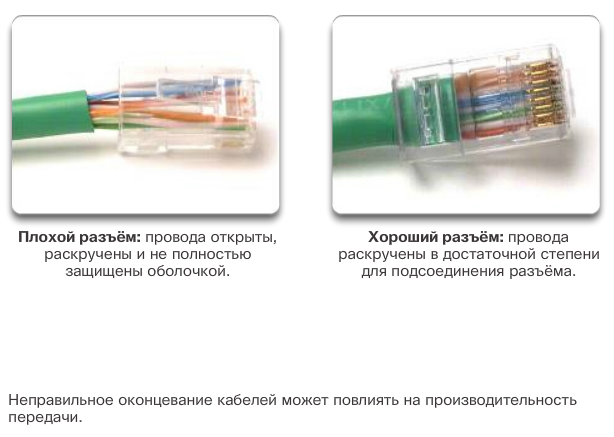 Плохой разъём: провода открыты,
раскручены и не полностью
защищены оболочкой.
Хороший разъём: провода
раскручены в достаточной степени
для подсоединения разъёма.
Неправильное оконцевание кабелей может повлиять на производительность
передачи.